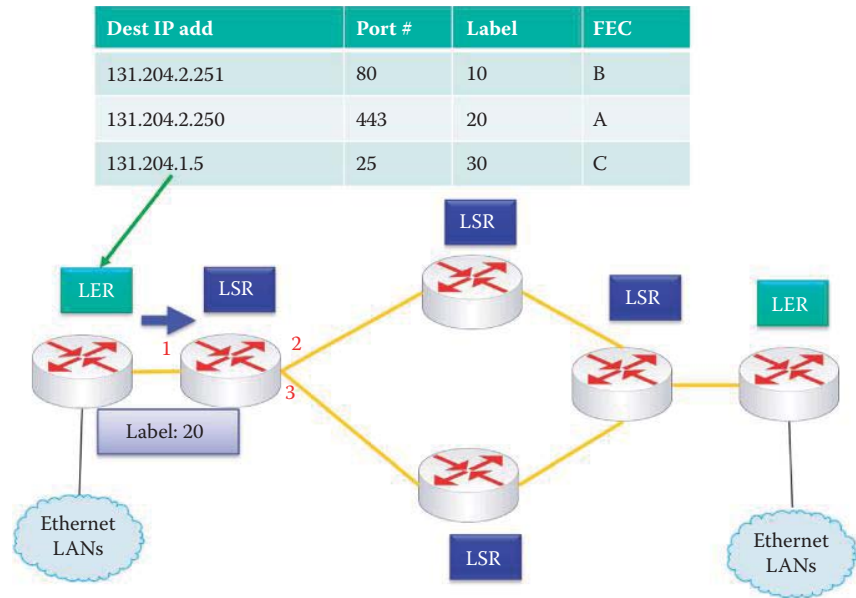 Dest IP add Port # Label FEC
131.204.2.251 80 10 B
131.204.2.250 443 20 A
131.204.1.5 25 30 C
LSR
LER LSR LSR LER
1
2
3
Label: 20
Ethernet
LANs
LSR
Ethernet
LANs